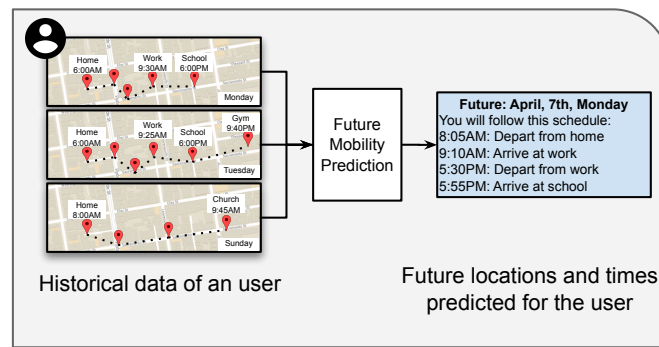 Home
6:00AM
Work
9:30AM
School
6:00PM
Monday
Home
6:00AM
Work
9:25AM
School
6:00PM
Gym
9:40PM
Tuesday
Home
8:00AM
Church
9:45AM
Sunday
Historical data of an user
Future
Mobility
Prediction
Future: April, 7th, Monday
You will follow this schedule:
8:05AM: Depart from home
9:10AM: Arrive at work
5:30PM: Depart from work
5:55PM: Arrive at school
Future locations and times
predicted for the user